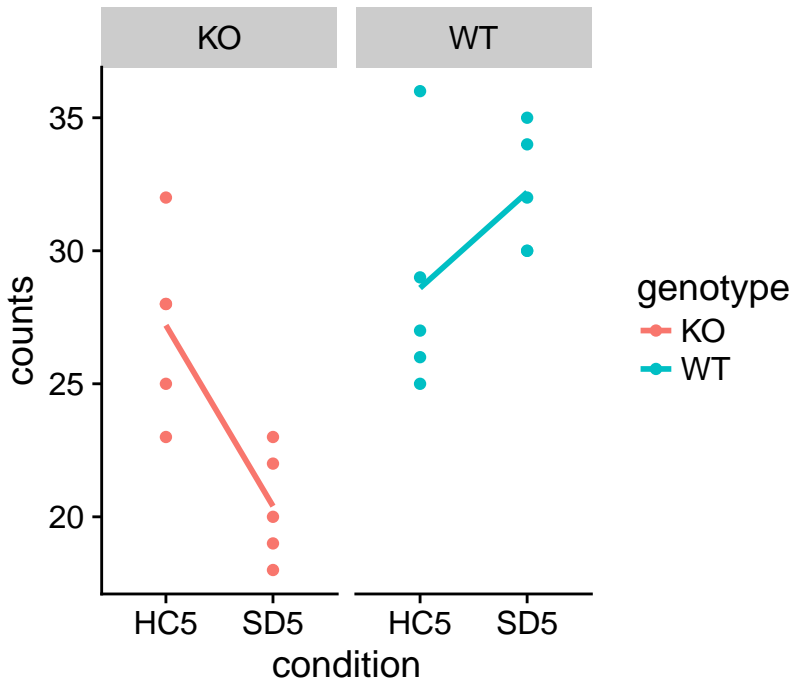 KO WT
35
30
25
20
counts
HC5 SD5 HC5 SD5
condition
genotype
KO
WT